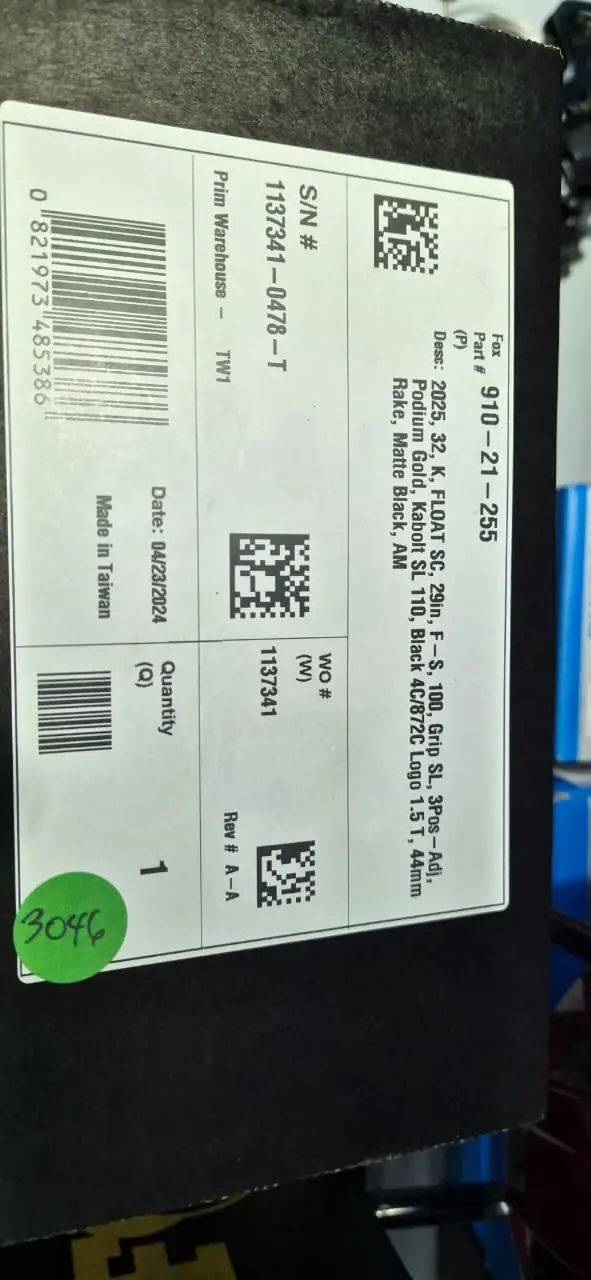 Fox
Part # 910-21-255
(P)
Desc: 2025, 32, K, FLOAT SC, 29in, F-S, 100, Grip SL, 3Pos-Adj,
Podium Gold, Kabolt SL 110, Black 4C/872C Logo 1.5 T, 44mm
Rake, Matte Black, AM
S/N #
1137341-0478-T
Prim Warehouse - TW1
WO #
(W)
1137341
Rev # A-A
0 821973 485386
Date: 04/23/2024
Made in Taiwan
Quantity
(Q)
1
3046